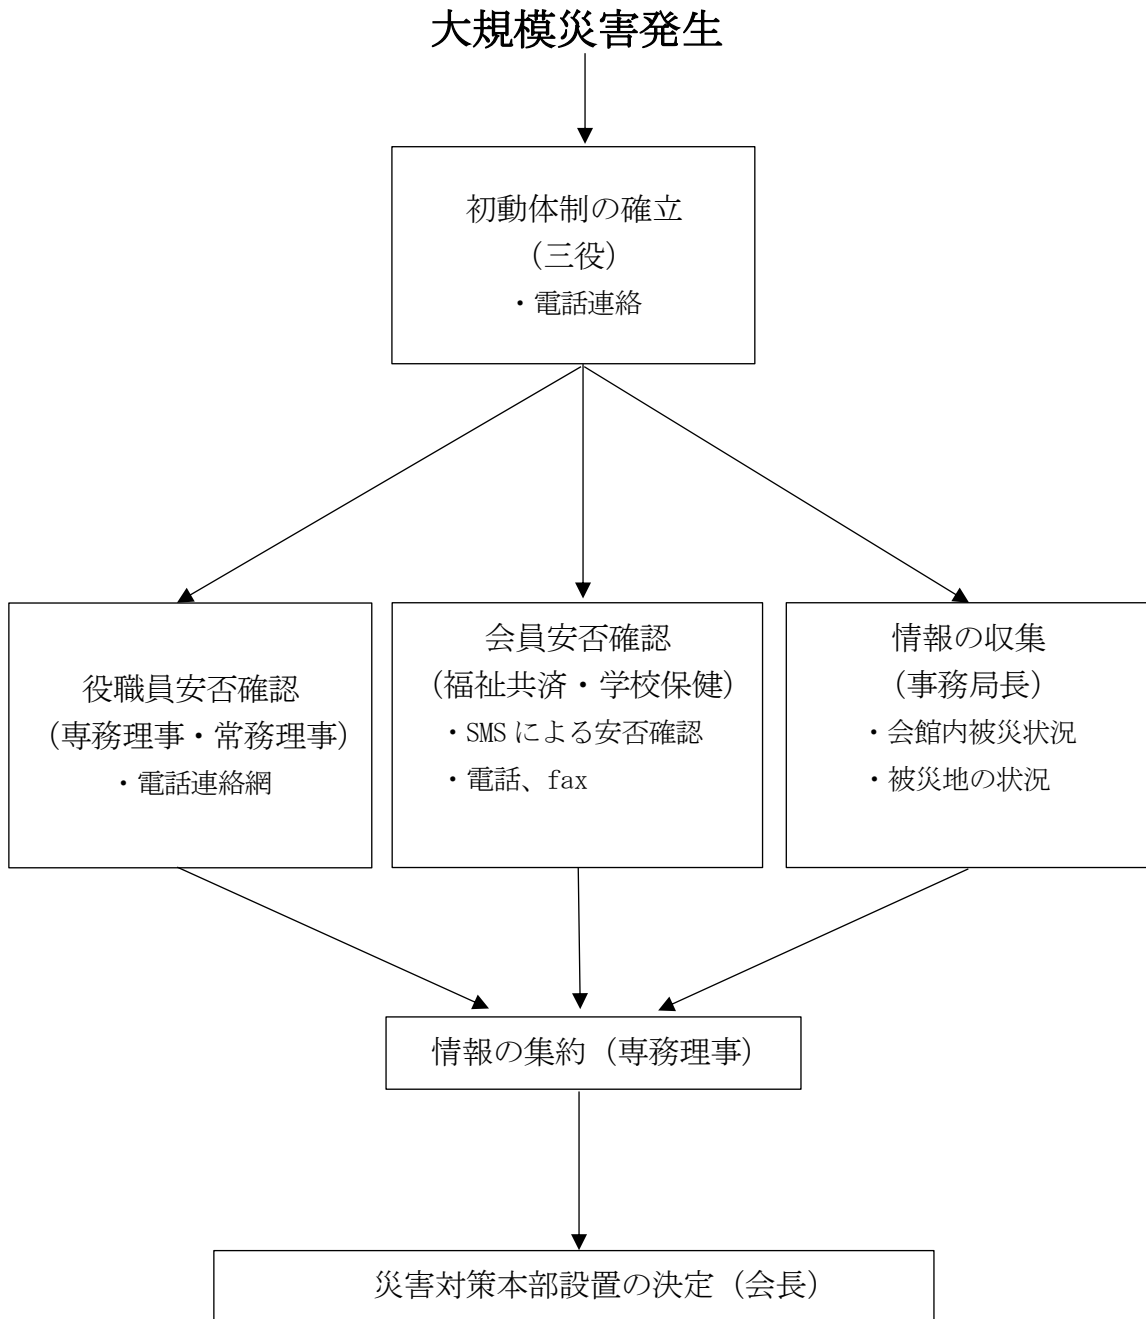 大規模災害発生
初動体制の確立
（三役）
・電話連絡
役職員安否確認
（専務理事・常務理事）
・電話連絡網
会員安否確認
（福祉共済・学校保健）
・SMSによる安否確認
・電話、fax
情報の収集
（事務局長）
・会館内被災状況
・被災地の状況
情報の集約（専務理事）
災害対策本部設置の決定（会長）